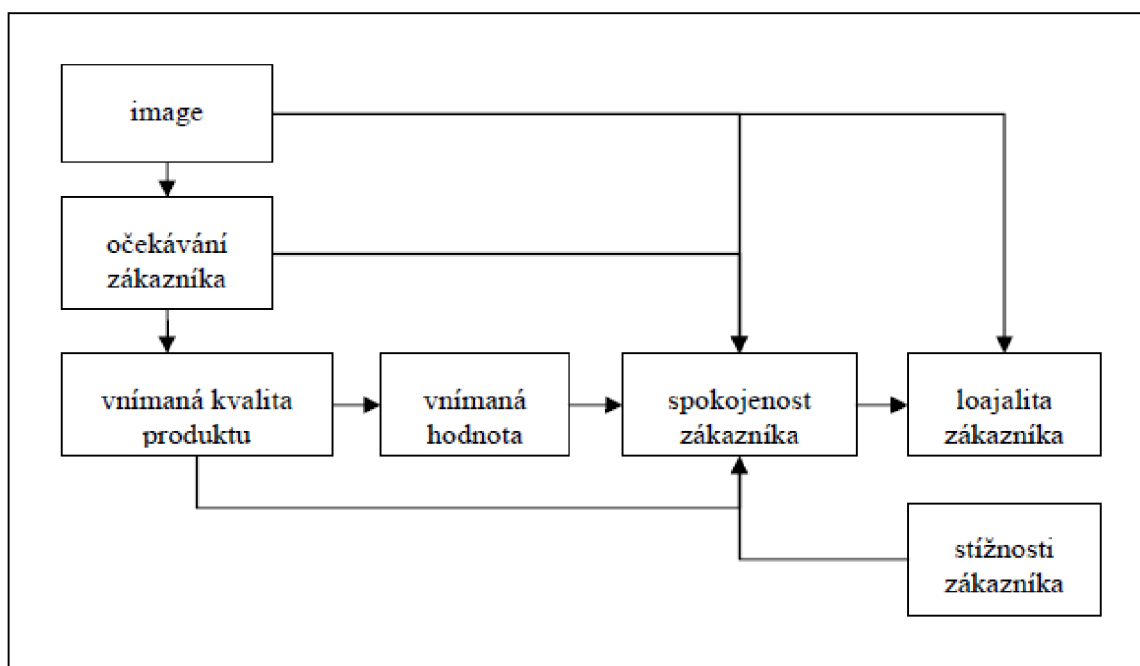 image
očekávání
zákazníka
vnímaná kvalita
produktu
vnímaná
hodnota
spokojenost
zákazníka
loajalita
zákazníka
stížnosti
zákazníka